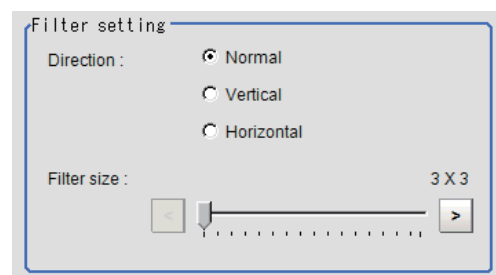 Filter setting
Direction :
Normal
Vertical
Horizontal
Filter size :
3 X 3
<
>